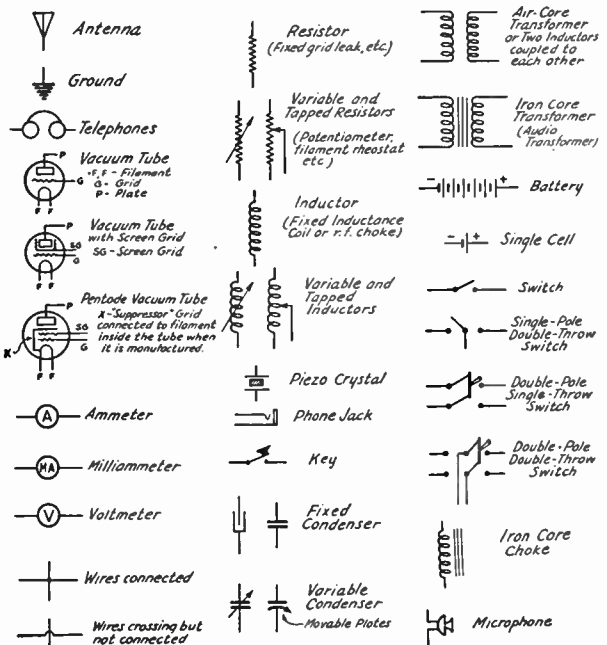 Antenna
Ground
Telephones
P
Vacuum Tube
F, F - Filament
G - Grid
P - Plate
G
F F
P
Vacuum Tube
with Screen Grid
SG - Screen Grid
SG
G
F F
P
Pentode Vacuum Tube
X-"Suppressor" Grid
connected to filament
inside the tube when
it is manufactured.
SG
G
X
F F
A
Ammeter
MA
Milliammeter
V
Voltmeter
Wires connected
Wires crossing but
not connected
Resistor
(Fixed grid leak, etc.)
Variable and
Tapped Resistors
(Potentiometer,
filament rheostat
etc)
Inductor
(Fixed Inductance
Coil or r.f. choke)
Variable and
Tapped
Inductors
Piezo Crystal
Phone Jack
Key
Fixed
Condenser
Variable
Condenser
Movable Plates
Air-Core
Transformer
or Two Inductors
coupled to
each other
Iron Core
Transformer
(Audio
Transformer)
- +
Battery
- +
Single Cell
Switch
Single-Pole
Double-Throw
Switch
Double-Pole
Single-Throw
Switch
Double-Pole
Double-Throw
Switch
Iron Core
Choke
Microphone